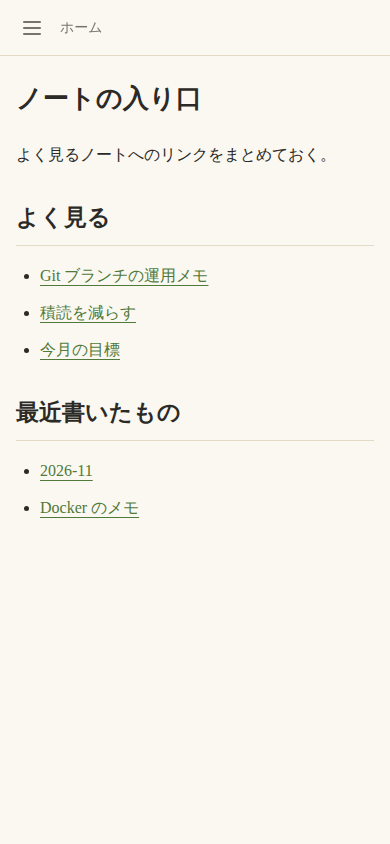 ホーム
ノートの入り口
よく見るノートへのリンクをまとめておく。
よく見る
Git ブランチの運用メモ
積読を減らす
今月の目標
最近書いたもの
2026-11
Docker のメモ